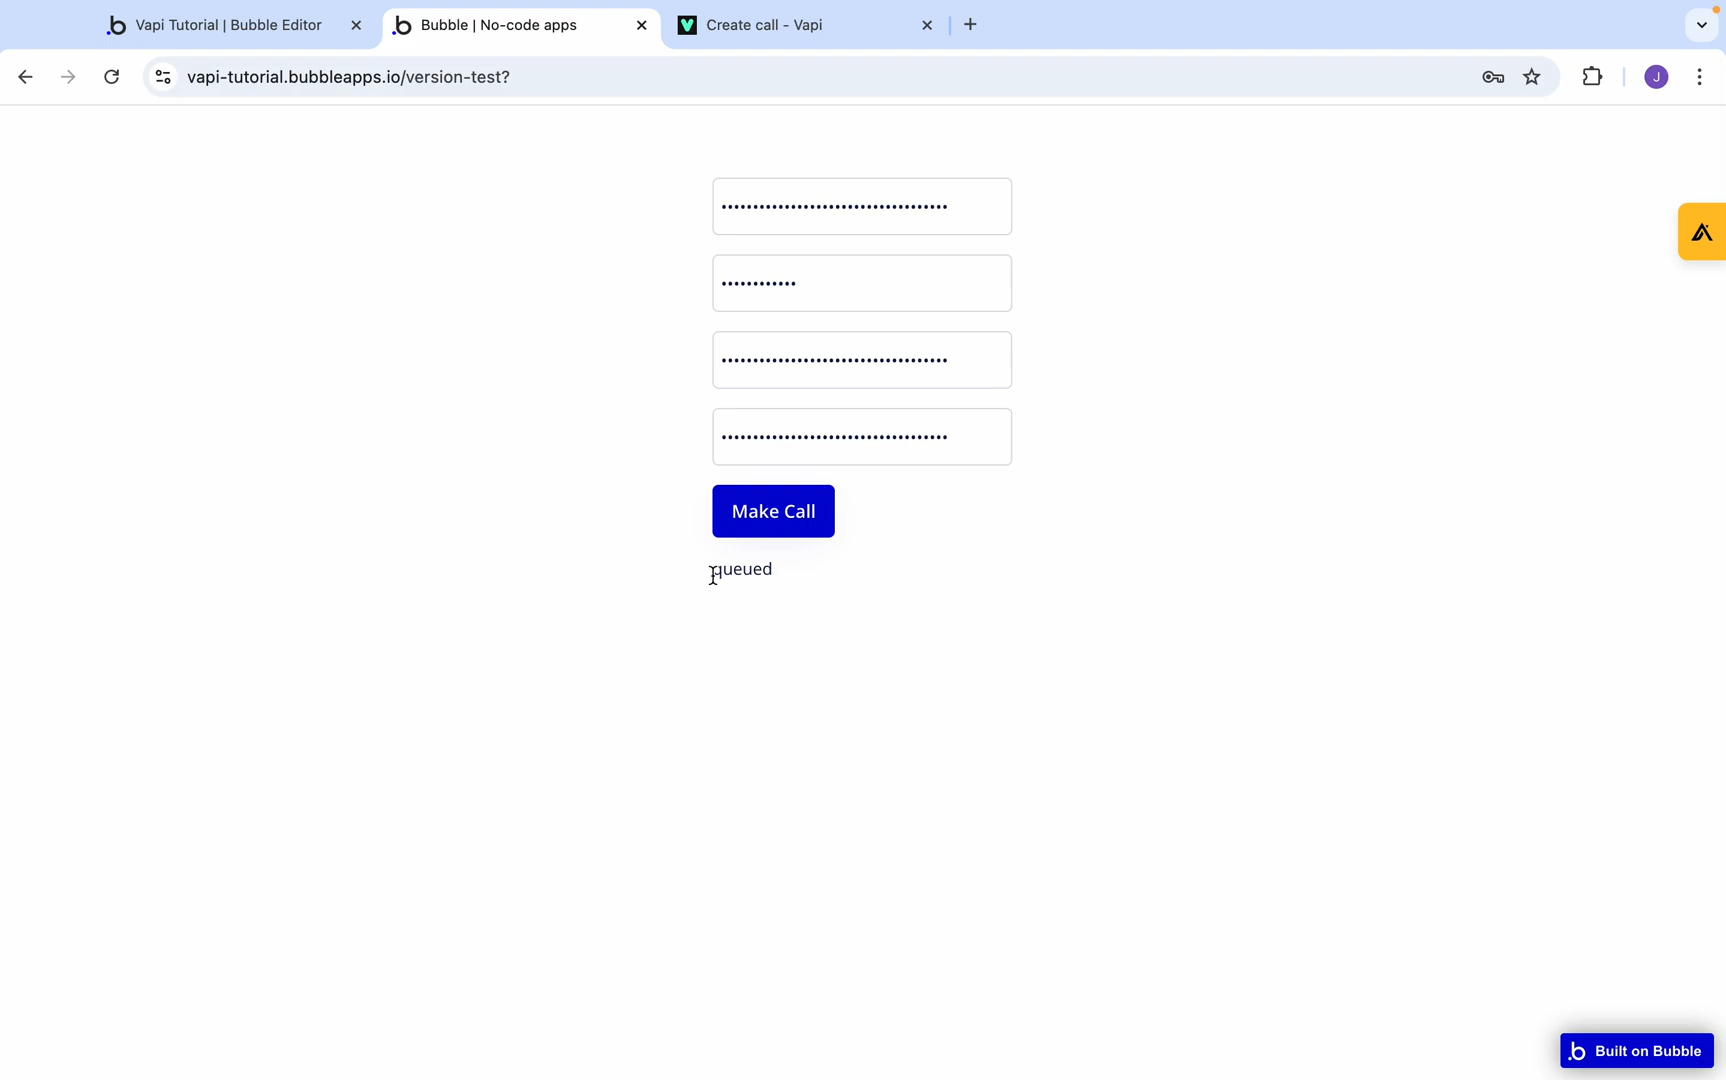 Vapi Tutorial | Bubble Editor
Bubble | No-code apps
Create call - Vapi
vapi-tutorial.bubbleapps.io/version-test?
J
••••••••••••••••••••••••••••••••••••
••••••••••••
••••••••••••••••••••••••••••••••••••
••••••••••••••••••••••••••••••••••••
Make Call
queued
Built on Bubble